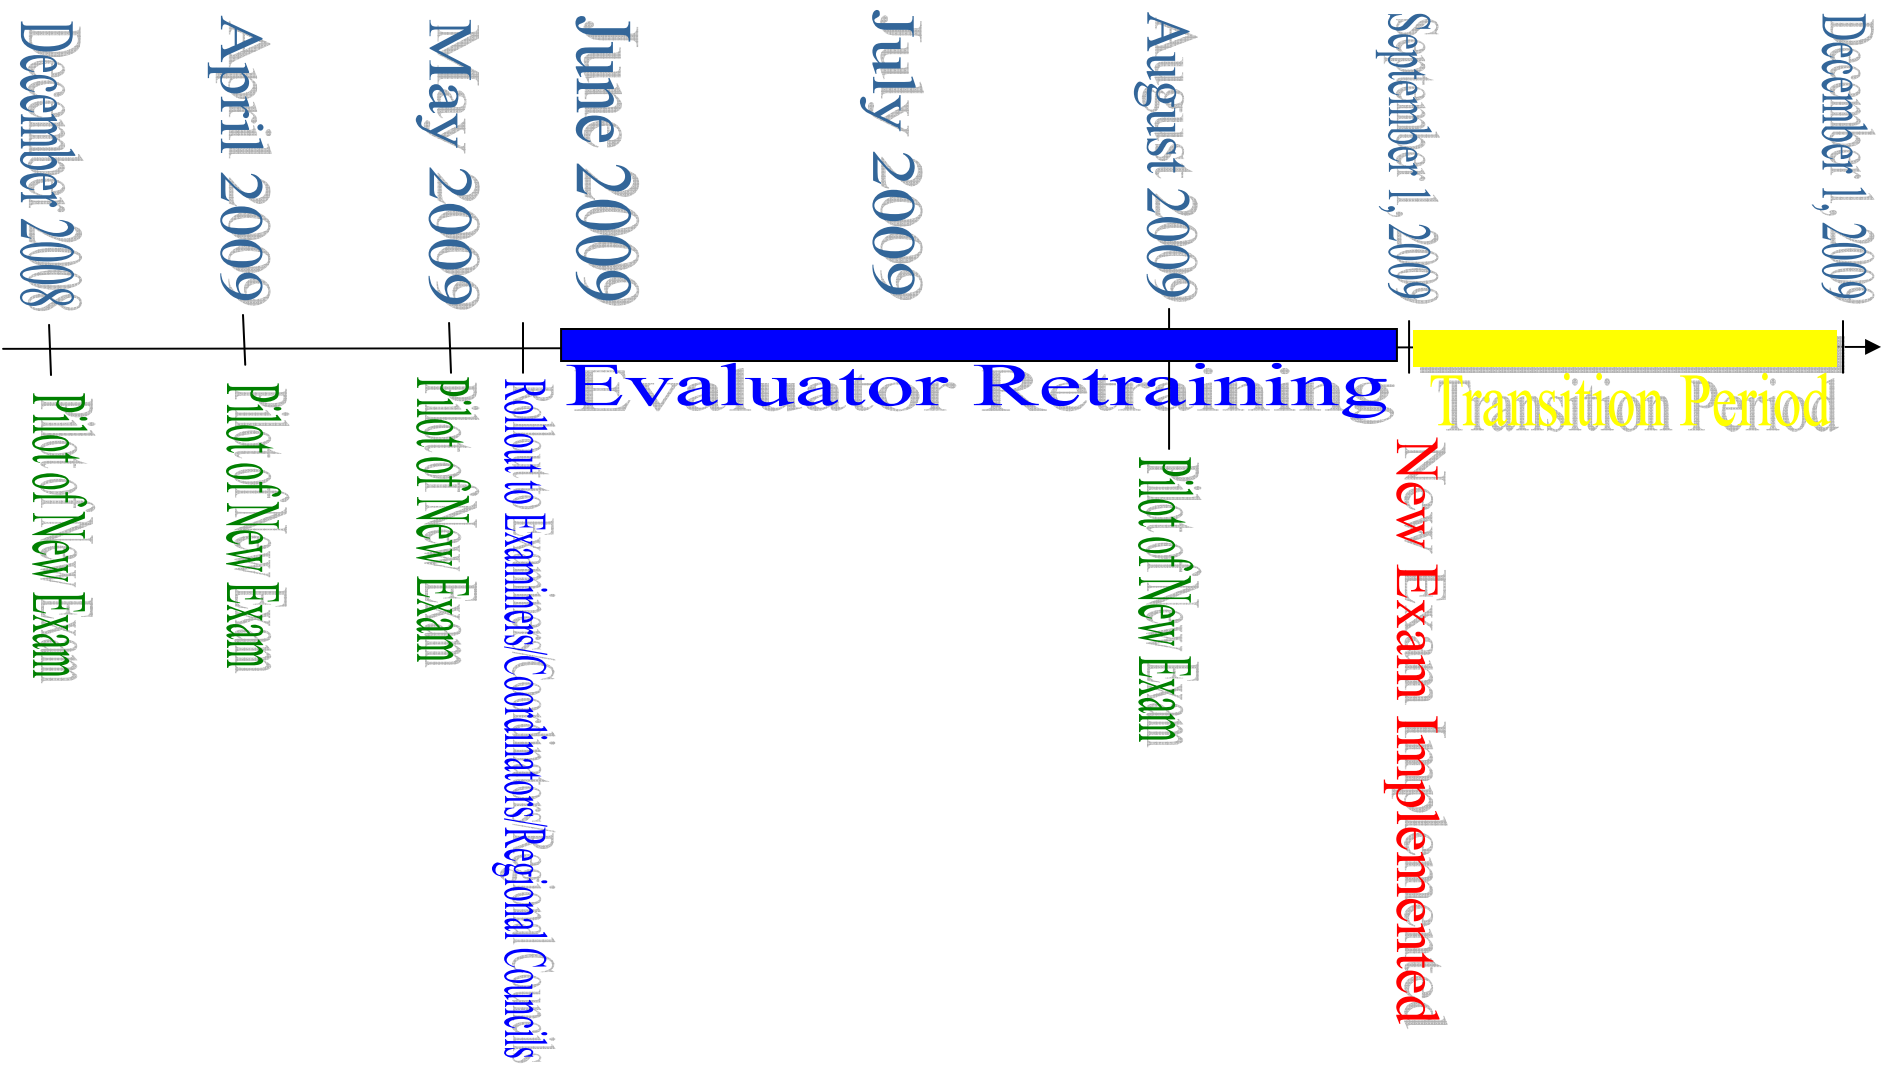 December 2008
April 2009
May 2009
June 2009
July 2009
August 2009
September 1, 2009
December 1, 2009
Evaluator Retraining
Transition Period
Pilot of New Exam
Pilot of New Exam
Pilot of New Exam
Rollout to Examiners/Coordinators/Regional Councils
Pilot of New Exam
New Exam Implemented